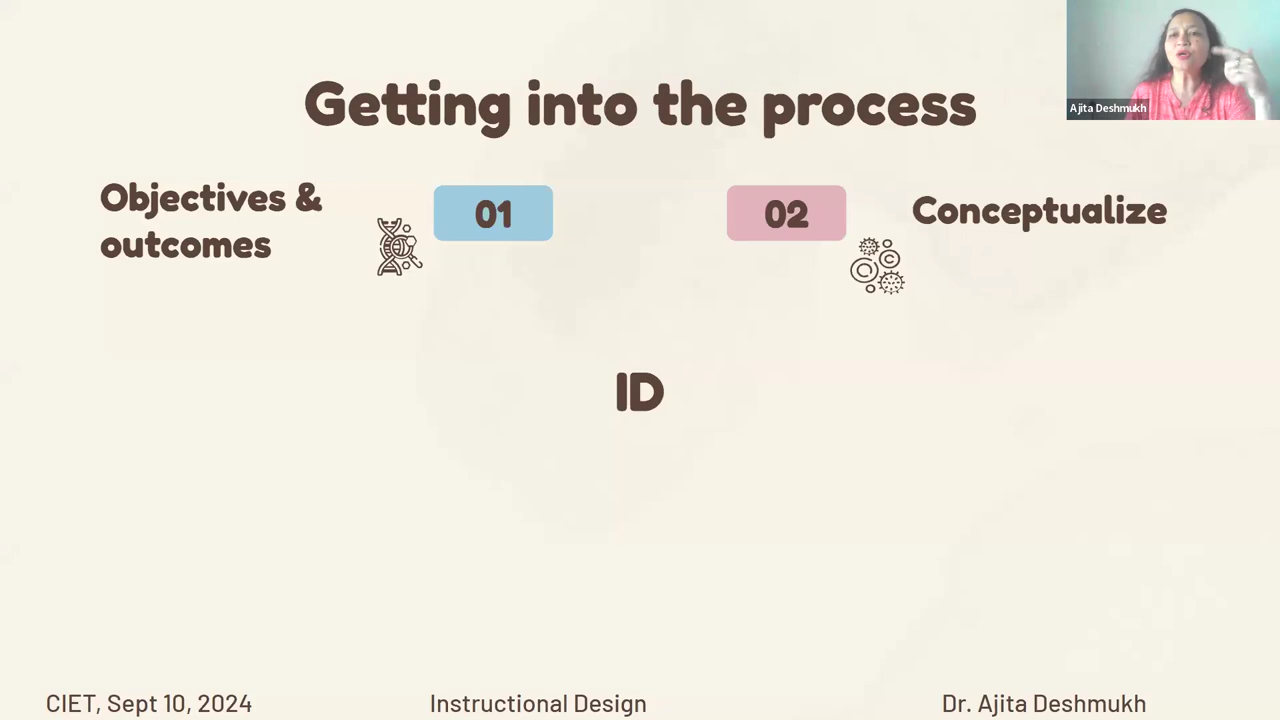 Getting into the process
Ajita Deshmukh
Objectives &
outcomes
01
02
Conceptualize
ID
CIET, Sept 10, 2024
Instructional Design
Dr. Ajita Deshmukh